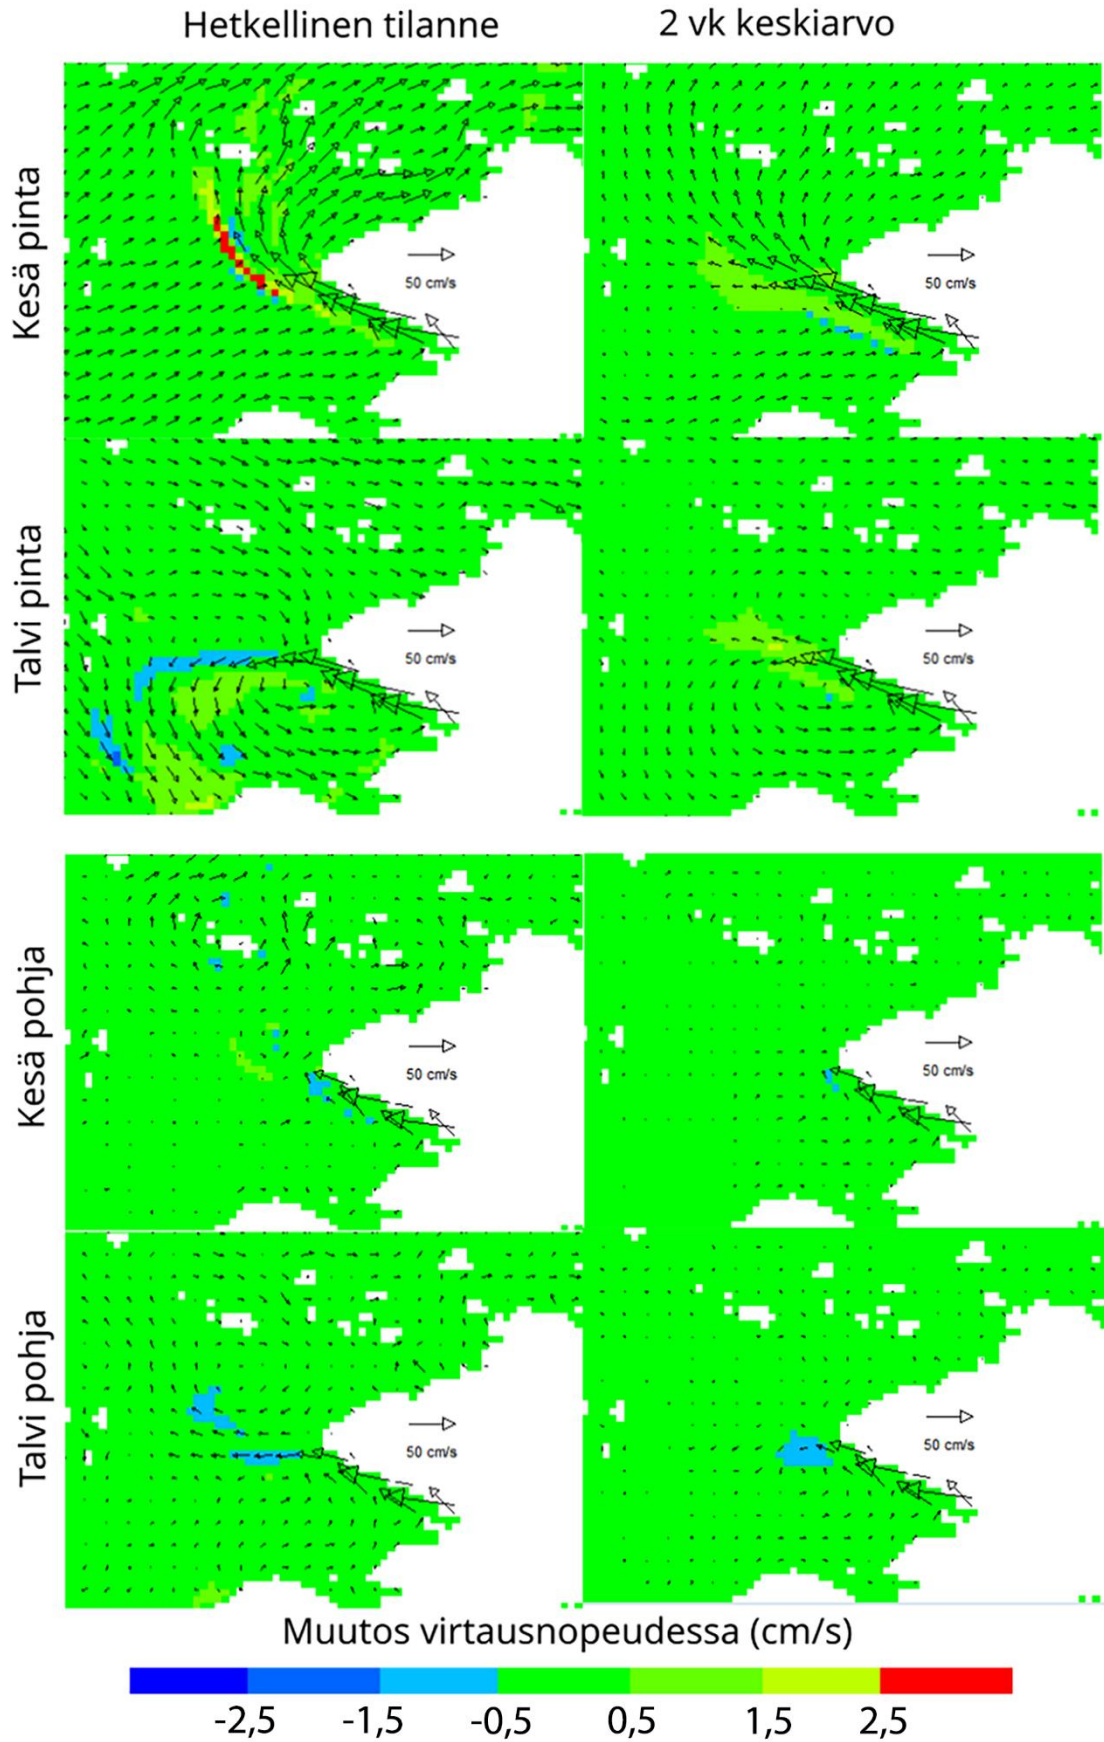 Hetkellinen tilanne
2 vk keskiarvo
Kesä pinta
50 cm/s
50 cm/s
Talvi pinta
50 cm/s
50 cm/s
Kesä pohja
50 cm/s
50 cm/s
Talvi pohja
50 cm/s
50 cm/s
Muutos virtausnopeudessa (cm/s)
-2,5 -1,5 -0,5 0,5 1,5 2,5